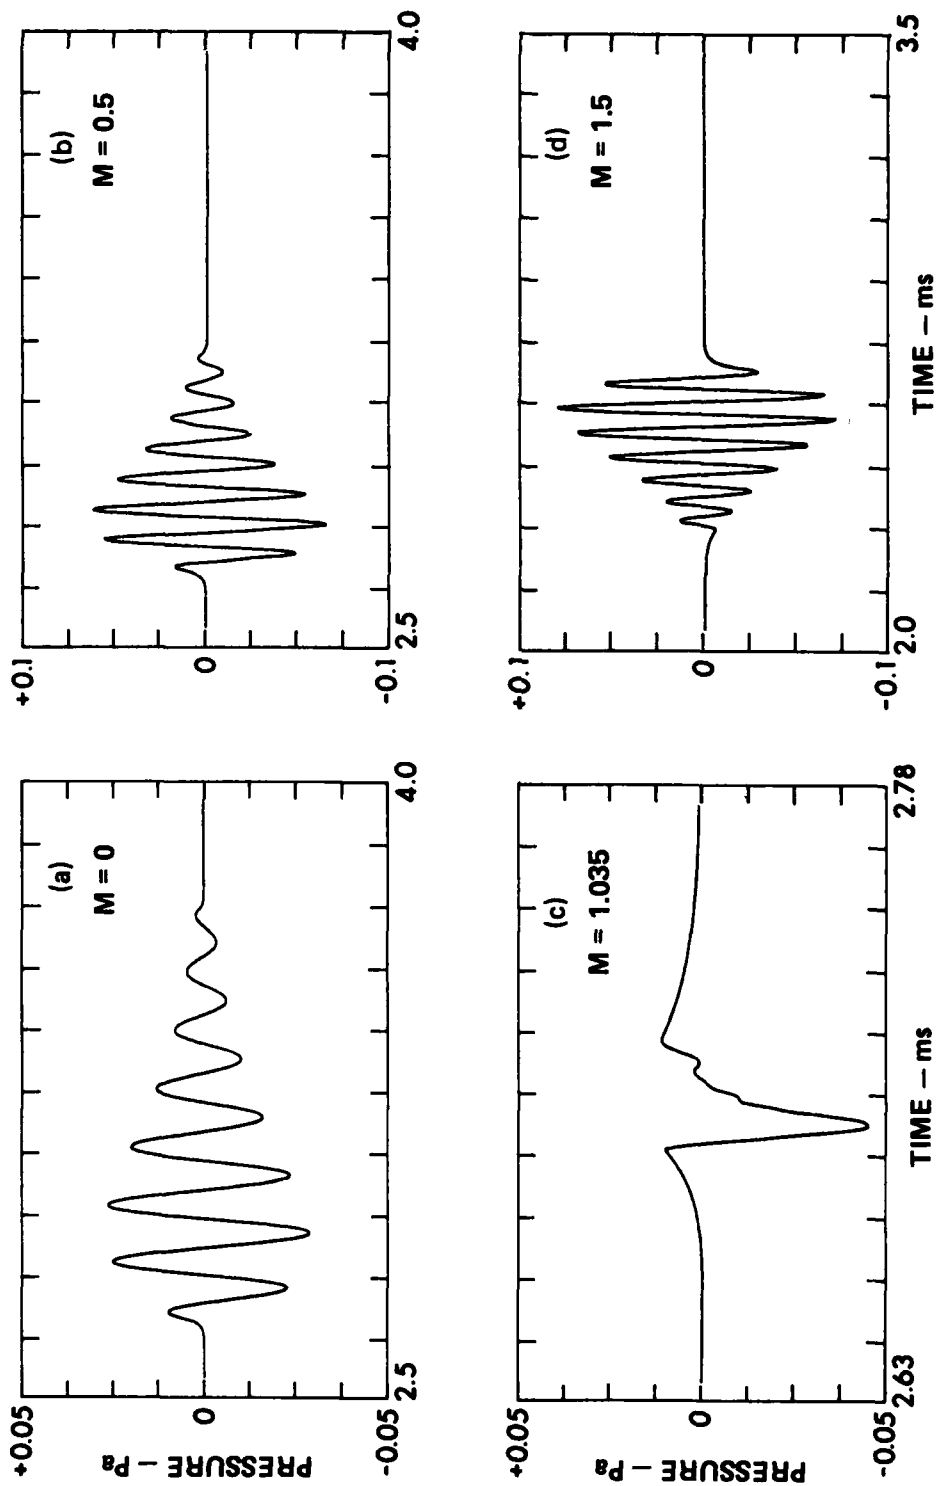 (a)
M = 0
+0.05
0
-0.05
PRESSURE – Pa
2.5
4.0
(b)
M = 0.5
+0.1
0
-0.1
2.5
4.0
(c)
M = 1.035
+0.05
0
-0.05
PRESSURE – Pa
2.63
2.78
TIME – ms
(d)
M = 1.5
+0.1
0
-0.1
2.0
3.5
TIME – ms